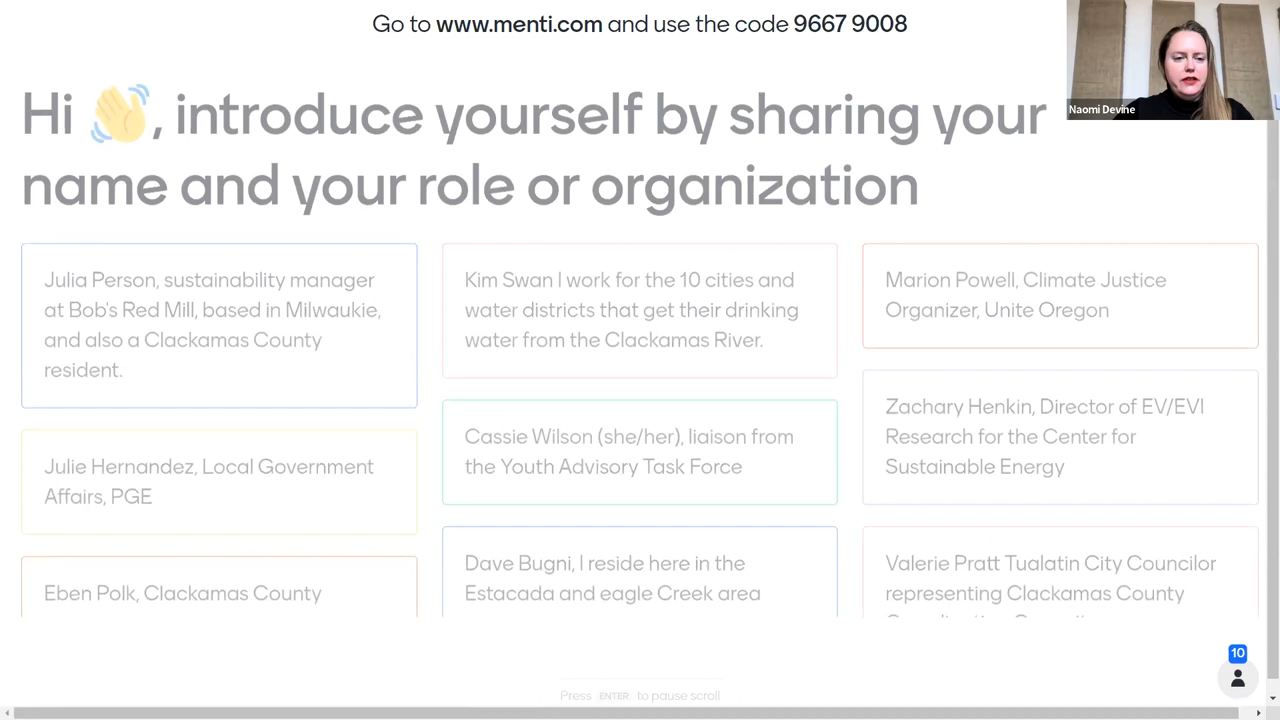 Go to www.menti.com and use the code 9667 9008
Naomi Devine
Hi 👋, introduce yourself by sharing your
name and your role or organization
Julia Person, sustainability manager
at Bob's Red Mill, based in Milwaukie,
and also a Clackamas County
resident.
Julie Hernandez, Local Government
Affairs, PGE
Eben Polk, Clackamas County
Kim Swan I work for the 10 cities and
water districts that get their drinking
water from the Clackamas River.
Cassie Wilson (she/her), liaison from
the Youth Advisory Task Force
Dave Bugni, I reside here in the
Estacada and eagle Creek area
Marion Powell, Climate Justice
Organizer, Unite Oregon
Zachary Henkin, Director of EV/EVI
Research for the Center for
Sustainable Energy
Valerie Pratt Tualatin City Councilor
representing Clackamas County
10
Press ENTER to pause scroll